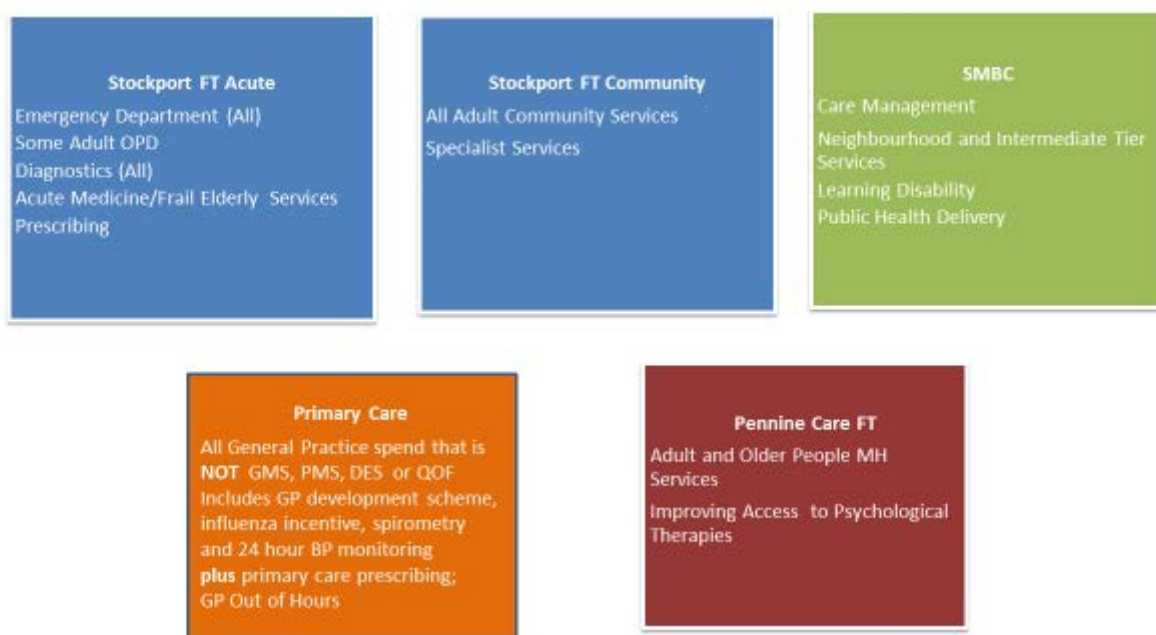 Stockport FT Acute
Emergency Department (All)
Some Adult OPD
Diagnostics (All)
Acute Medicine/Frail Elderly Services
Prescribing
Stockport FT Community
All Adult Community Services
Specialist Services
SMBC
Care Management
Neighbourhood and Intermediate Tier
Services
Learning Disability
Public Health Delivery
Primary Care
All General Practice spend that is
NOT GMS, PMS, DES or QOF
Includes GP development scheme,
influenza incentive, spirometry
and 24 hour BP monitoring
plus primary care prescribing;
GP Out of Hours
Pennine Care FT
Adult and Older People MH
Services
Improving Access to Psychological
Therapies